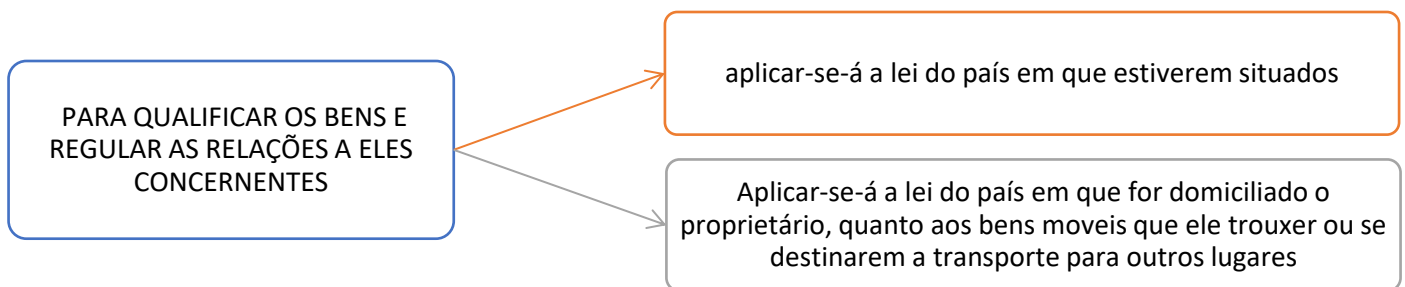 PARA QUALIFICAR OS BENS E
REGULAR AS RELAÇÕES A ELES
CONCERNENTES
aplicar-se-á a lei do país em que estiverem situados
Aplicar-se-á a lei do país em que for domiciliado o
proprietário, quanto aos bens moveis que ele trouxer ou se
destinarem a transporte para outros lugares